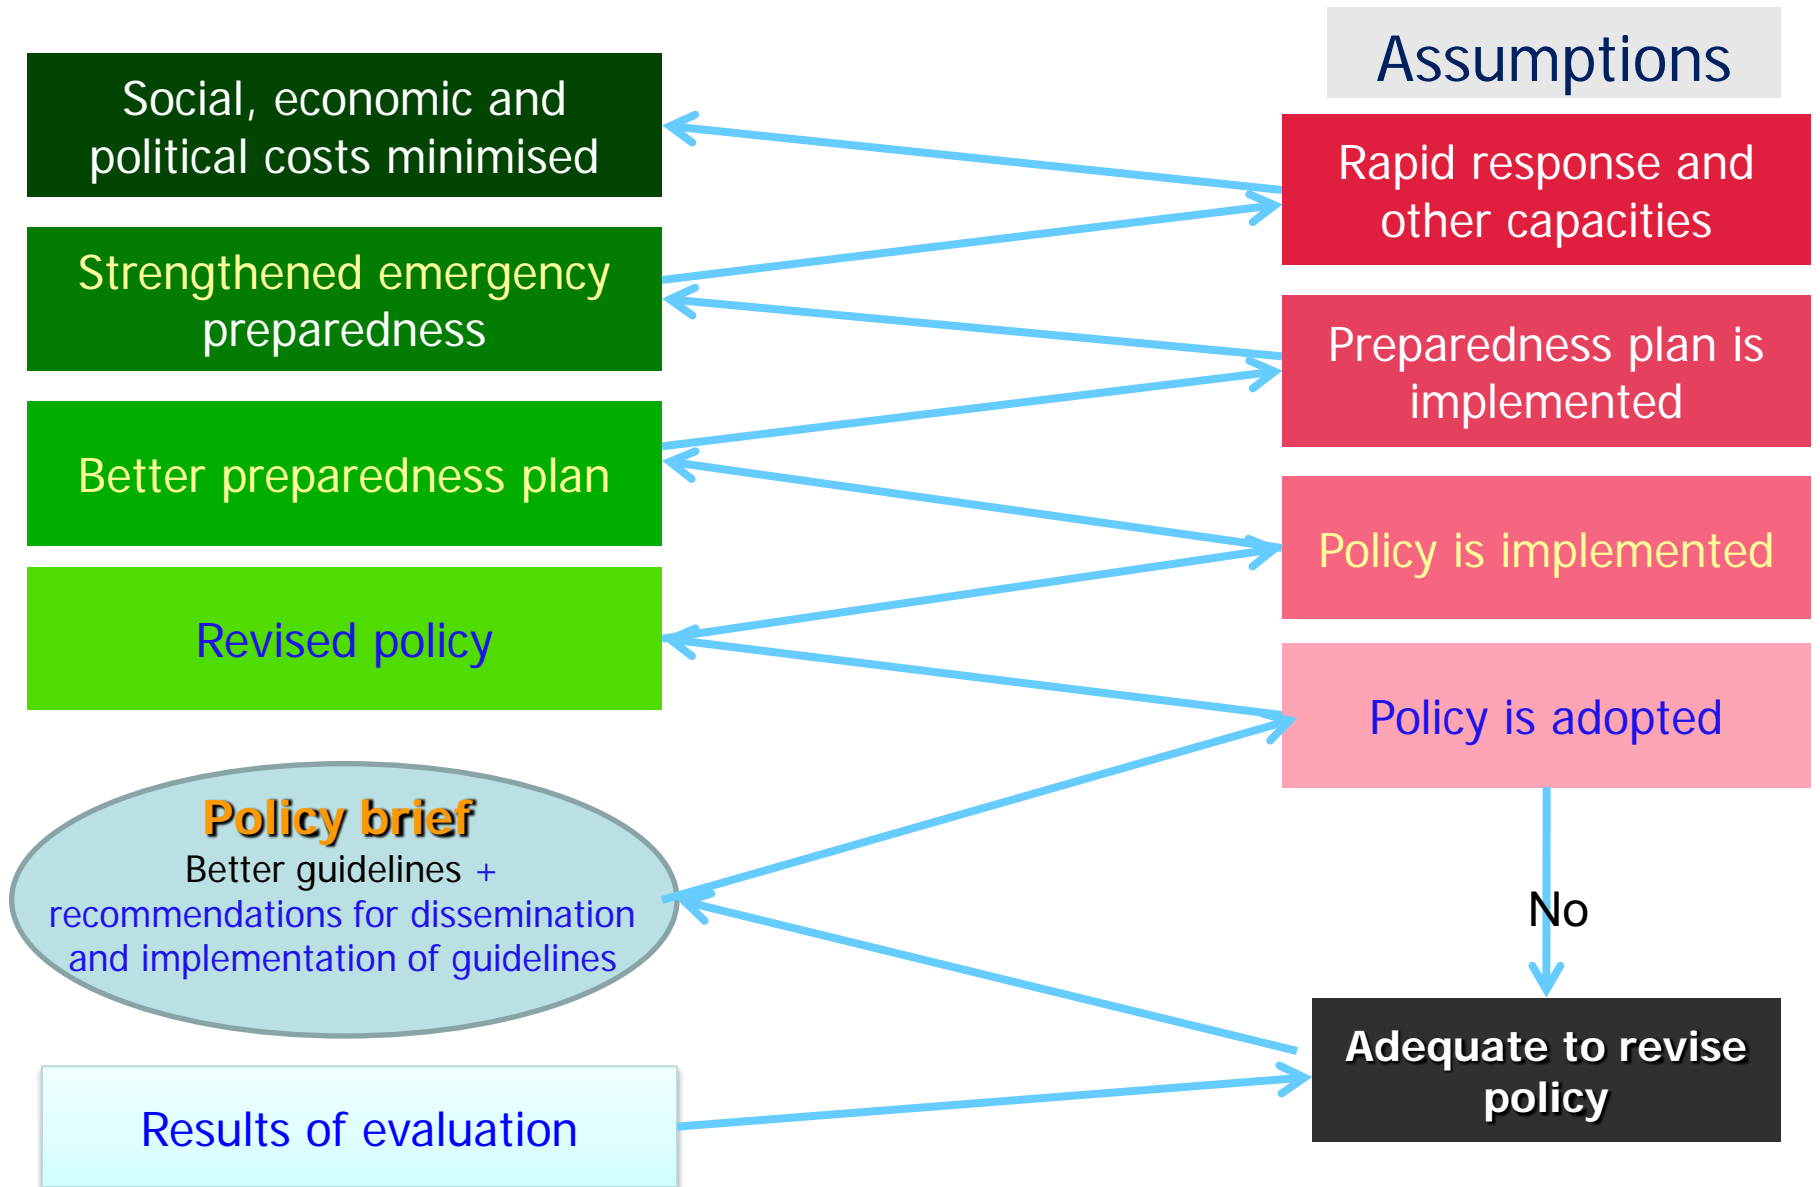 Assumptions
Social, economic and
political costs minimised
Rapid response and
other capacities
Strengthened emergency
preparedness
Preparedness plan is
implemented
Better preparedness plan
Policy is implemented
Revised policy
Policy is adopted
Policy brief
Better guidelines +
recommendations for dissemination
and implementation of guidelines
No
Adequate to revise
policy
Results of evaluation